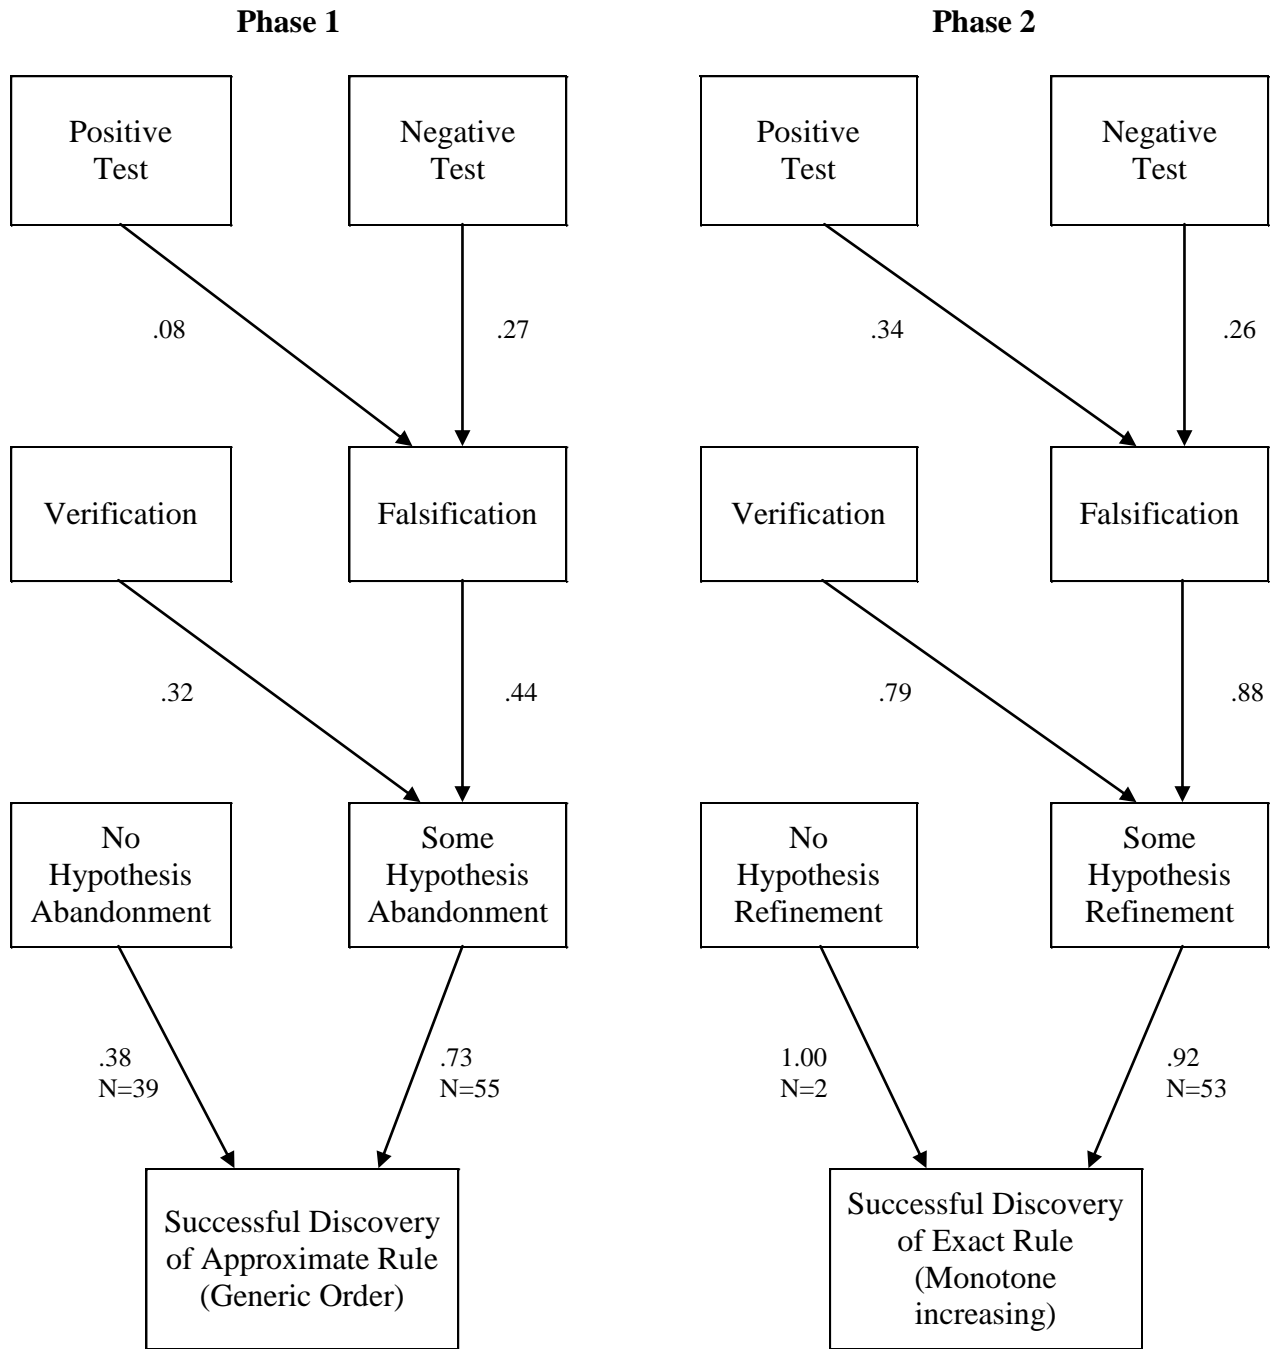 Phase 1
Phase 2
Positive
Test
Negative
Test
Positive
Test
Negative
Test
.08
.27
.34
.26
Verification
Falsification
Verification
Falsification
.32
.44
.79
.88
No
Hypothesis
Abandonment
Some
Hypothesis
Abandonment
No
Hypothesis
Refinement
Some
Hypothesis
Refinement
.38
N=39
.73
N=55
1.00
N=2
.92
N=53
Successful Discovery
of Approximate Rule
(Generic Order)
Successful Discovery
of Exact Rule
(Monotone
increasing)